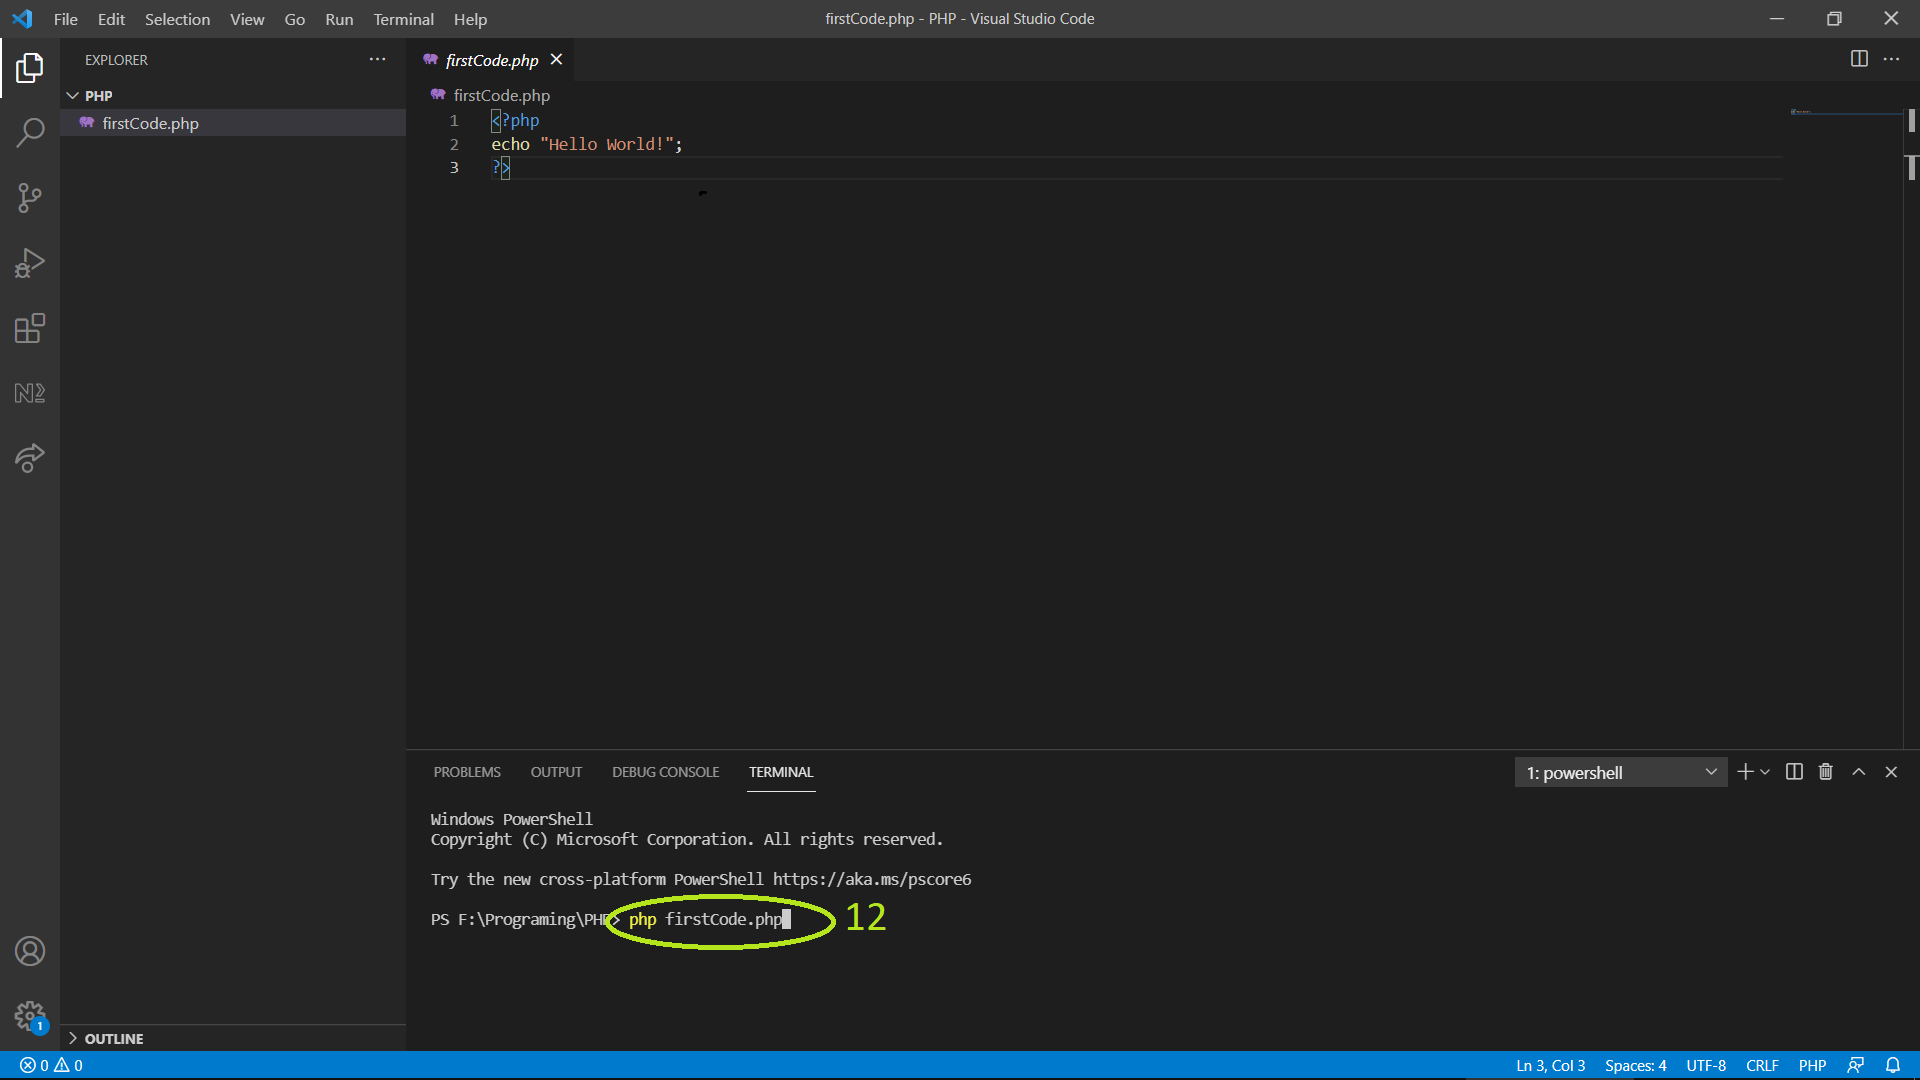 File Edit Selection View Go Run Terminal Help
firstCode.php - PHP - Visual Studio Code
EXPLORER
PHP
firstCode.php
firstCode.php
firstCode.php
1 <?php
2 echo "Hello World!";
3 ?>
PROBLEMS OUTPUT DEBUG CONSOLE TERMINAL
1: powershell
Windows PowerShell
Copyright (C) Microsoft Corporation. All rights reserved.
Try the new cross-platform PowerShell https://aka.ms/pscore6
PS F:\Programing\PHP> php firstCode.php
12
1
OUTLINE
0 0
Ln 3, Col 3 Spaces: 4 UTF-8 CRLF PHP